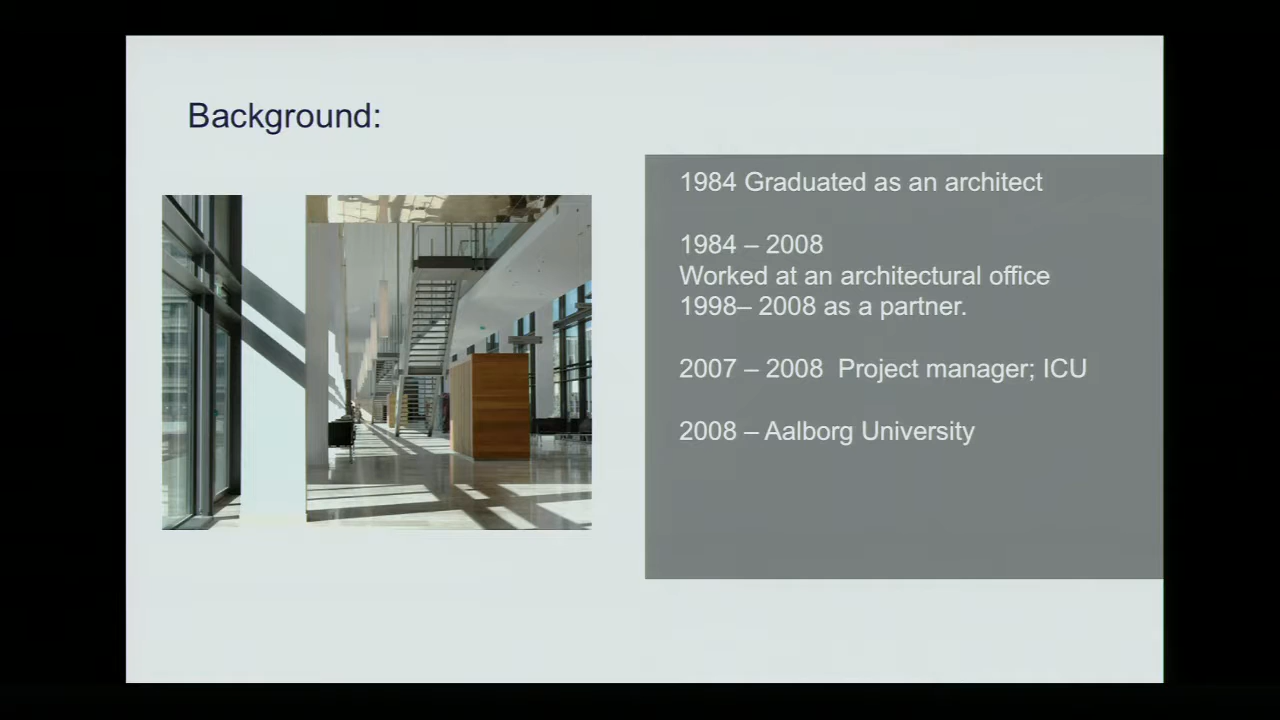 Background:
1984 Graduated as an architect
1984 – 2008
Worked at an architectural office
1998– 2008 as a partner.
2007 – 2008  Project manager; ICU
2008 – Aalborg University